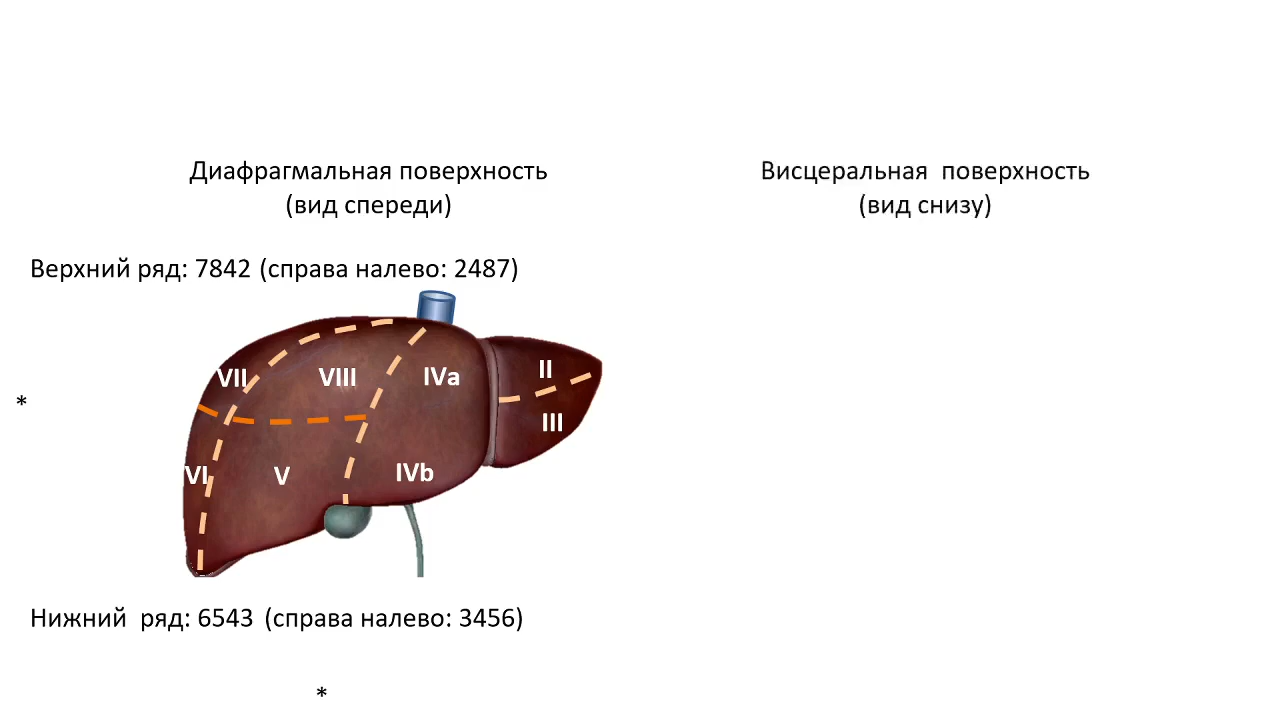 Диафрагмальная поверхность
(вид спереди)
Висцеральная поверхность
(вид снизу)
Верхний ряд: 7842 (справа налево: 2487)
VII
VIII
IVa
II
*
III
VI
V
IVb
Нижний ряд: 6543 (справа налево: 3456)
*